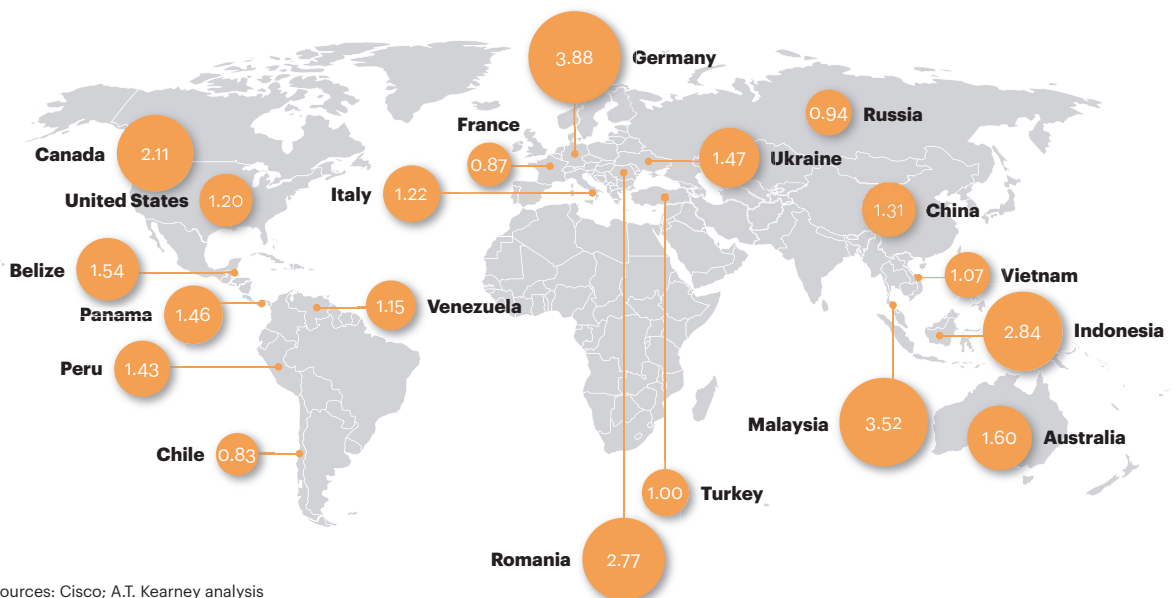 3.88 Germany
0.94 Russia
France
0.87
Canada 2.11
1.47 Ukraine
Italy 1.22
United States 1.20
1.31 China
Belize 1.54
1.07 Vietnam
Panama 1.46
1.15 Venezuela
2.84 Indonesia
Peru 1.43
Malaysia 3.52
1.60 Australia
Chile 0.83
1.00 Turkey
Romania 2.77
ources: Cisco; A.T. Kearney analysis